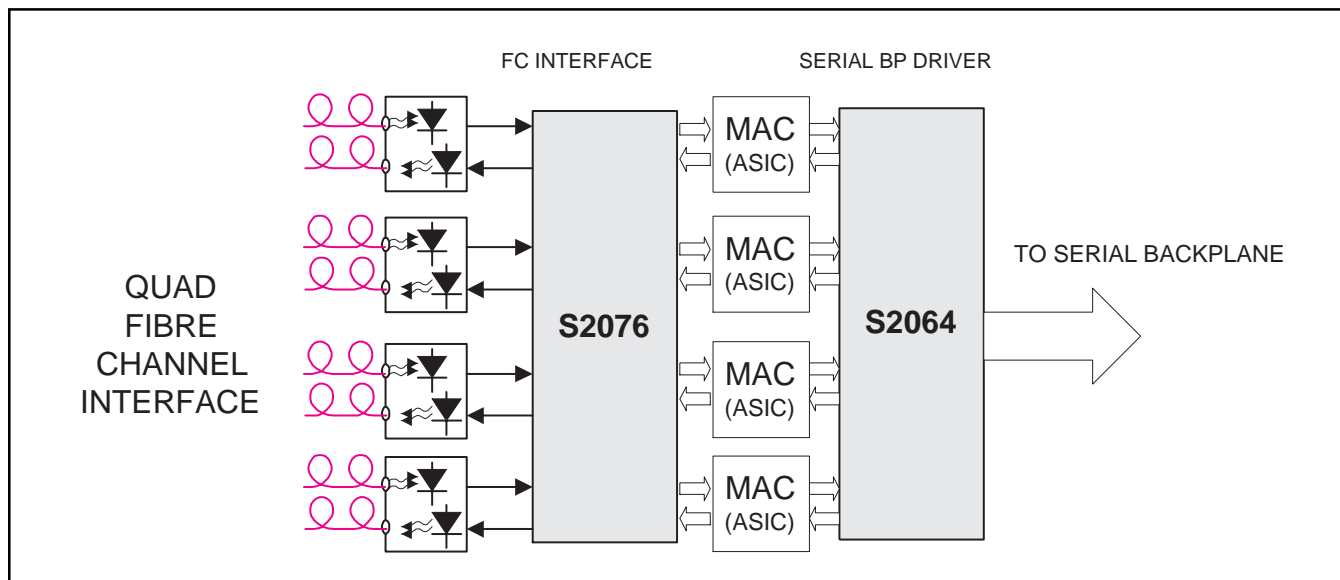 FC INTERFACE
SERIAL BP DRIVER
MAC
(ASIC)
MAC
(ASIC)
MAC
(ASIC)
MAC
(ASIC)
QUAD
FIBRE
CHANNEL
INTERFACE
S2076
S2064
TO SERIAL BACKPLANE